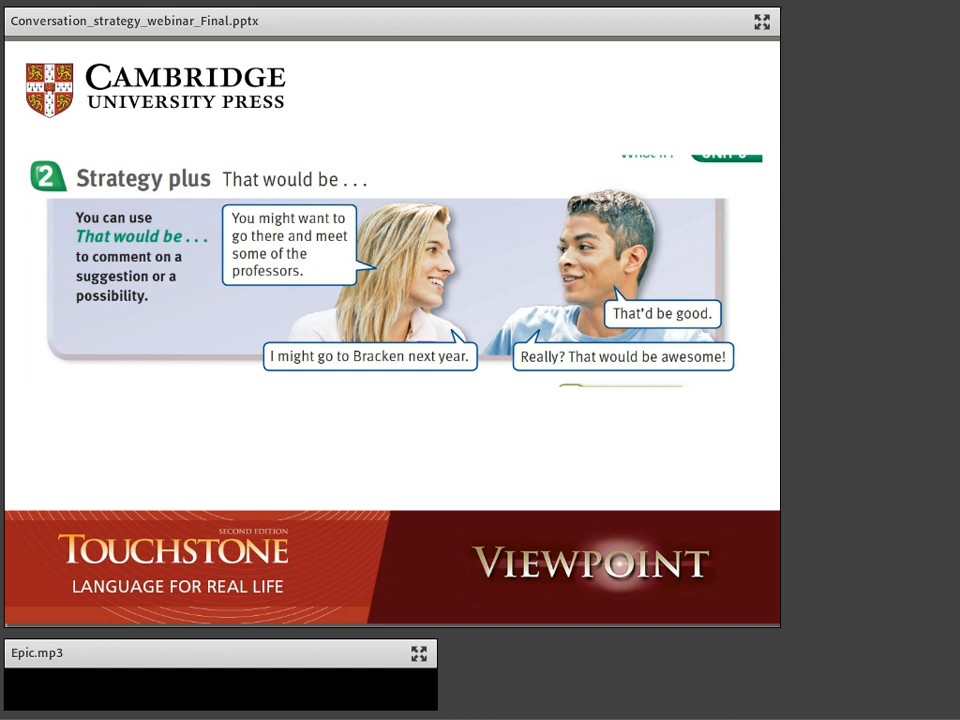 Conversation_strategy_webinar_Final.pptx
CAMBRIDGE
UNIVERSITY PRESS
2 Strategy plus That would be . . .
You can use
That would be . . .
to comment on a
suggestion or a
possibility.
You might want to
go there and meet
some of the
professors.
That'd be good.
I might go to Bracken next year.
Really? That would be awesome!
SECOND EDITION
TOUCHSTONE
LANGUAGE FOR REAL LIFE
VIEWPOINT
Epic.mp3